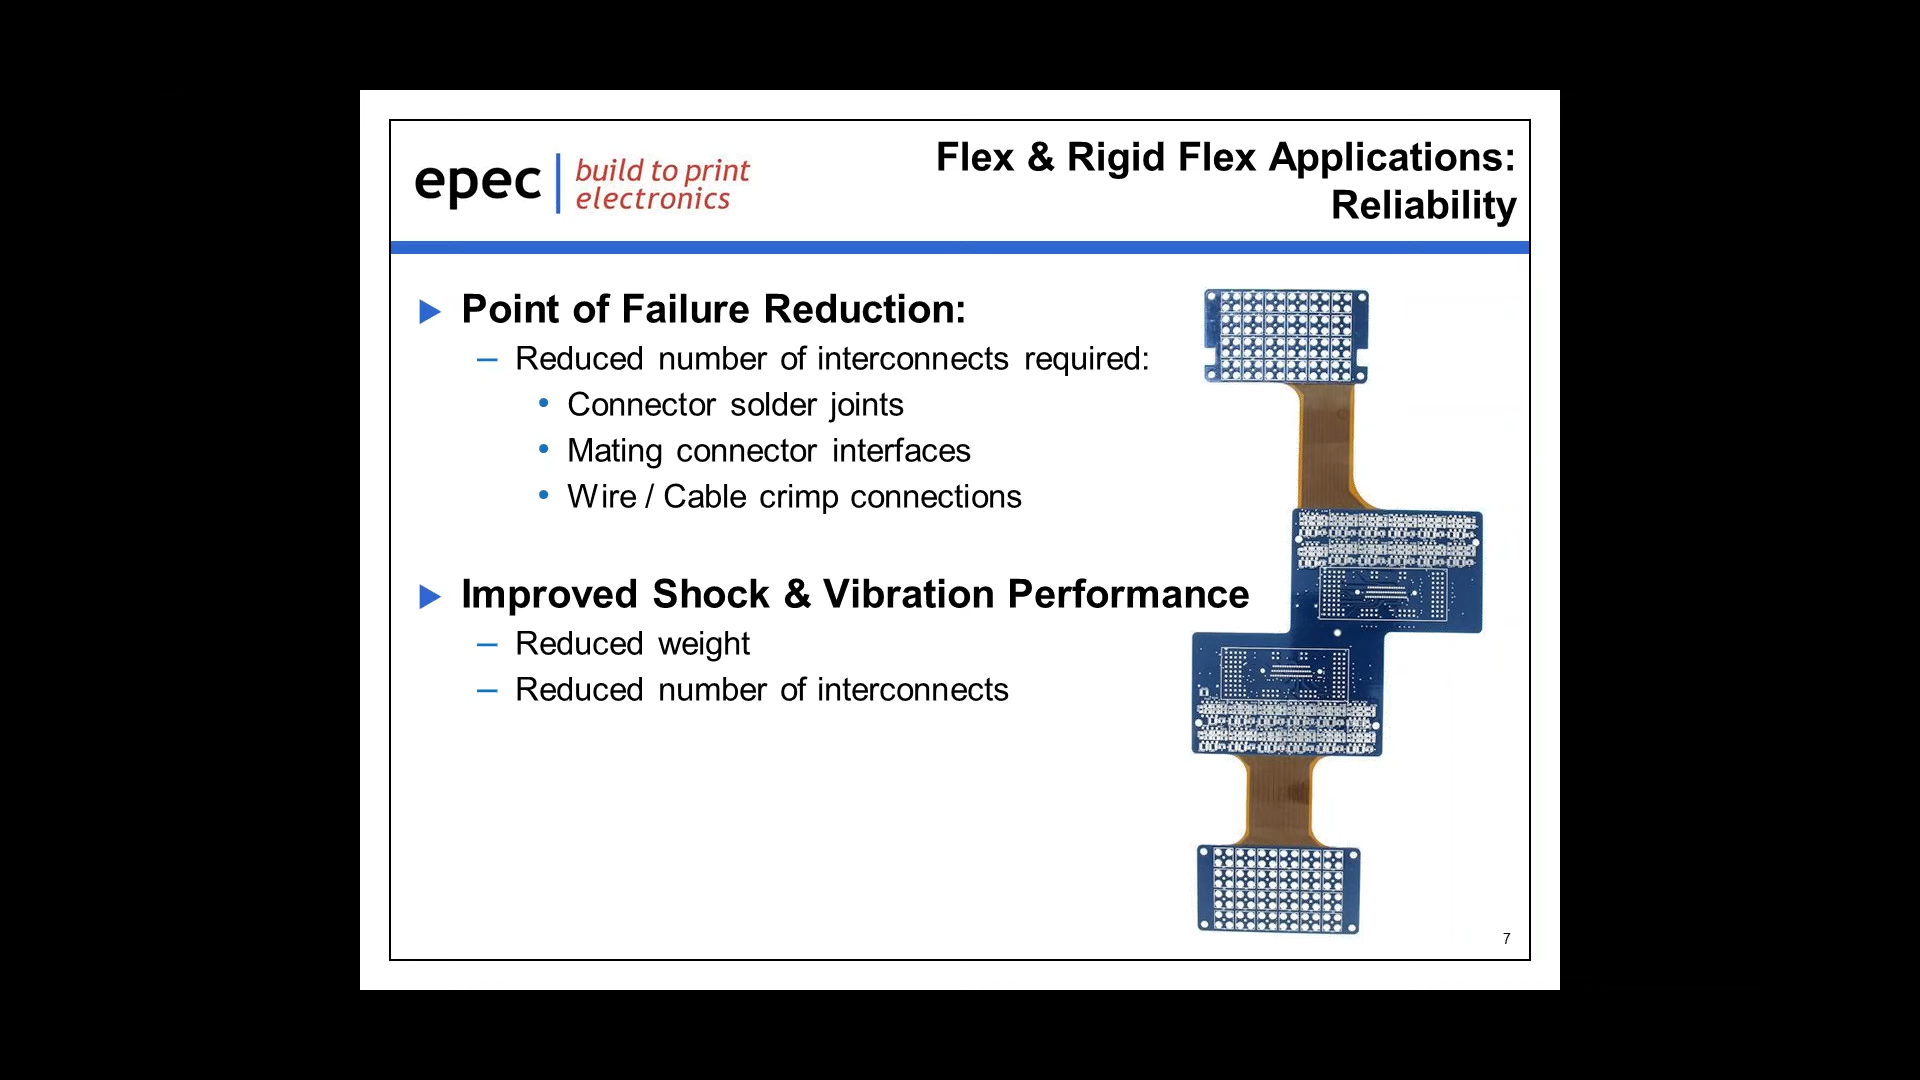 epec
build to print
electronics
Flex & Rigid Flex Applications:
Reliability
Point of Failure Reduction:
– Reduced number of interconnects required:
• Connector solder joints
• Mating connector interfaces
• Wire / Cable crimp connections
Improved Shock & Vibration Performance
– Reduced weight
– Reduced number of interconnects
7